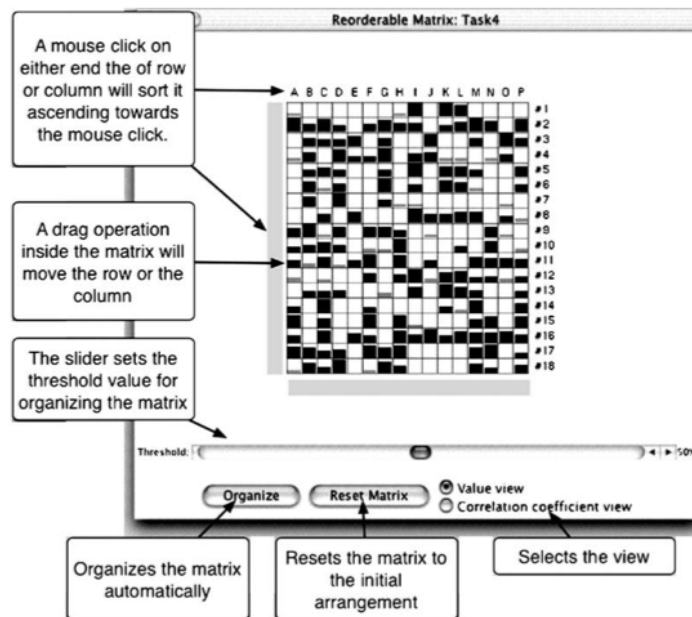 Reorderable Matrix: Task4
A mouse click on
either end the of row
or column will sort it
ascending towards
the mouse click.
A B C D E F G H I J K L M N O P
#1
#2
#3
#4
#5
#6
#7
#8
#9
#10
#11
#12
#13
#14
#15
#16
#17
#18
A drag operation
inside the matrix will
move the row or the
column
The slider sets the
threshold value for
organizing the matrix
Threshold:
50%
Organize
Reset Matrix
Value view
Correlation coefficient view
Organizes the matrix
automatically
Resets the matrix to
the initial
arrangement
Selects the view